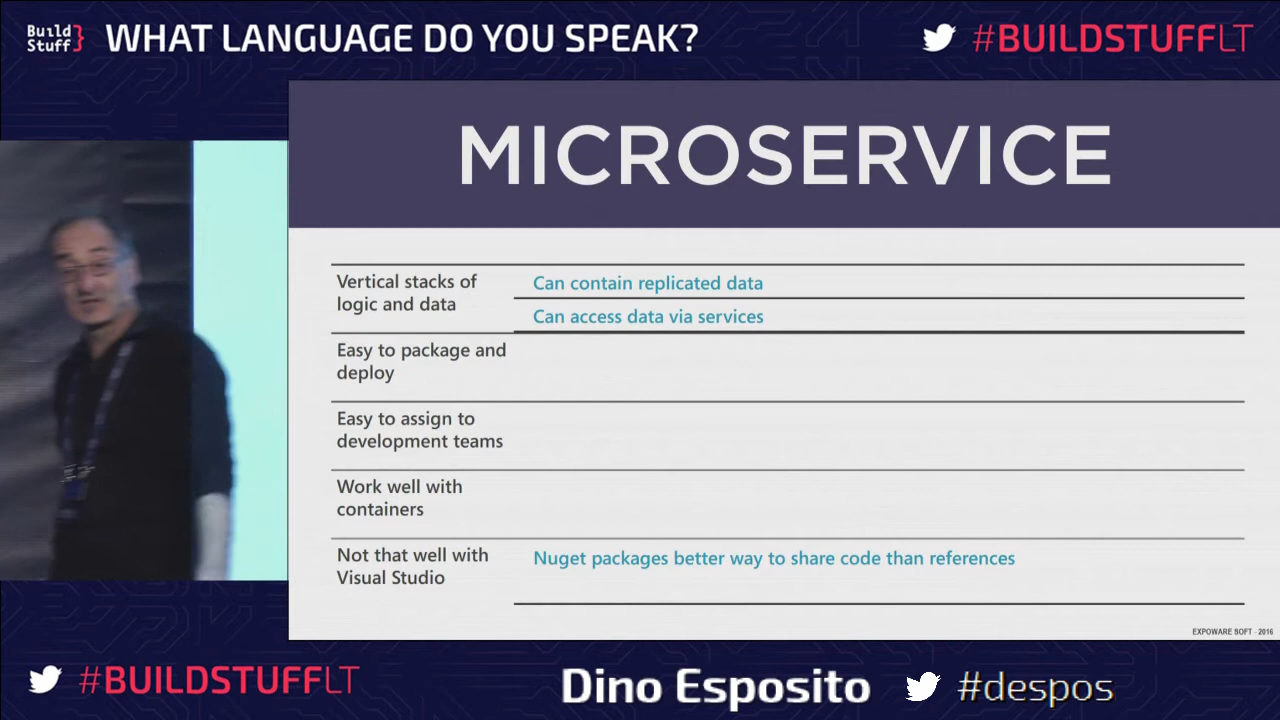 Build
Stuff}
WHAT LANGUAGE DO YOU SPEAK?
#BUILDSTUFFLT
MICROSERVICE
Vertical stacks of
logic and data
Can contain replicated data
Can access data via services
Easy to package and
deploy
Easy to assign to
development teams
Work well with
containers
Not that well with
Visual Studio
Nuget packages better way to share code than references
EXPOWARE SOFT - 2016
#BUILDSTUFFLT
Dino Esposito
#despos